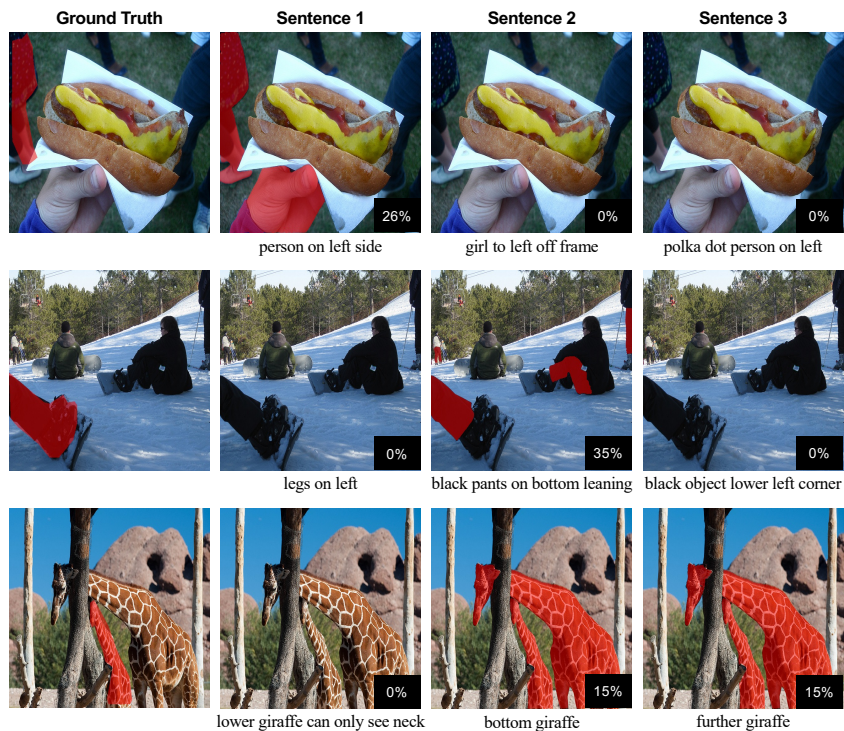 Ground Truth Sentence 1 Sentence 2 Sentence 3
26% 0% 0%
person on left side girl to left off frame polka dot person on left
0% 35% 0%
legs on left black pants on bottom leaning black object lower left corner
0% 15% 15%
lower giraffe can only see neck bottom giraffe further giraffe